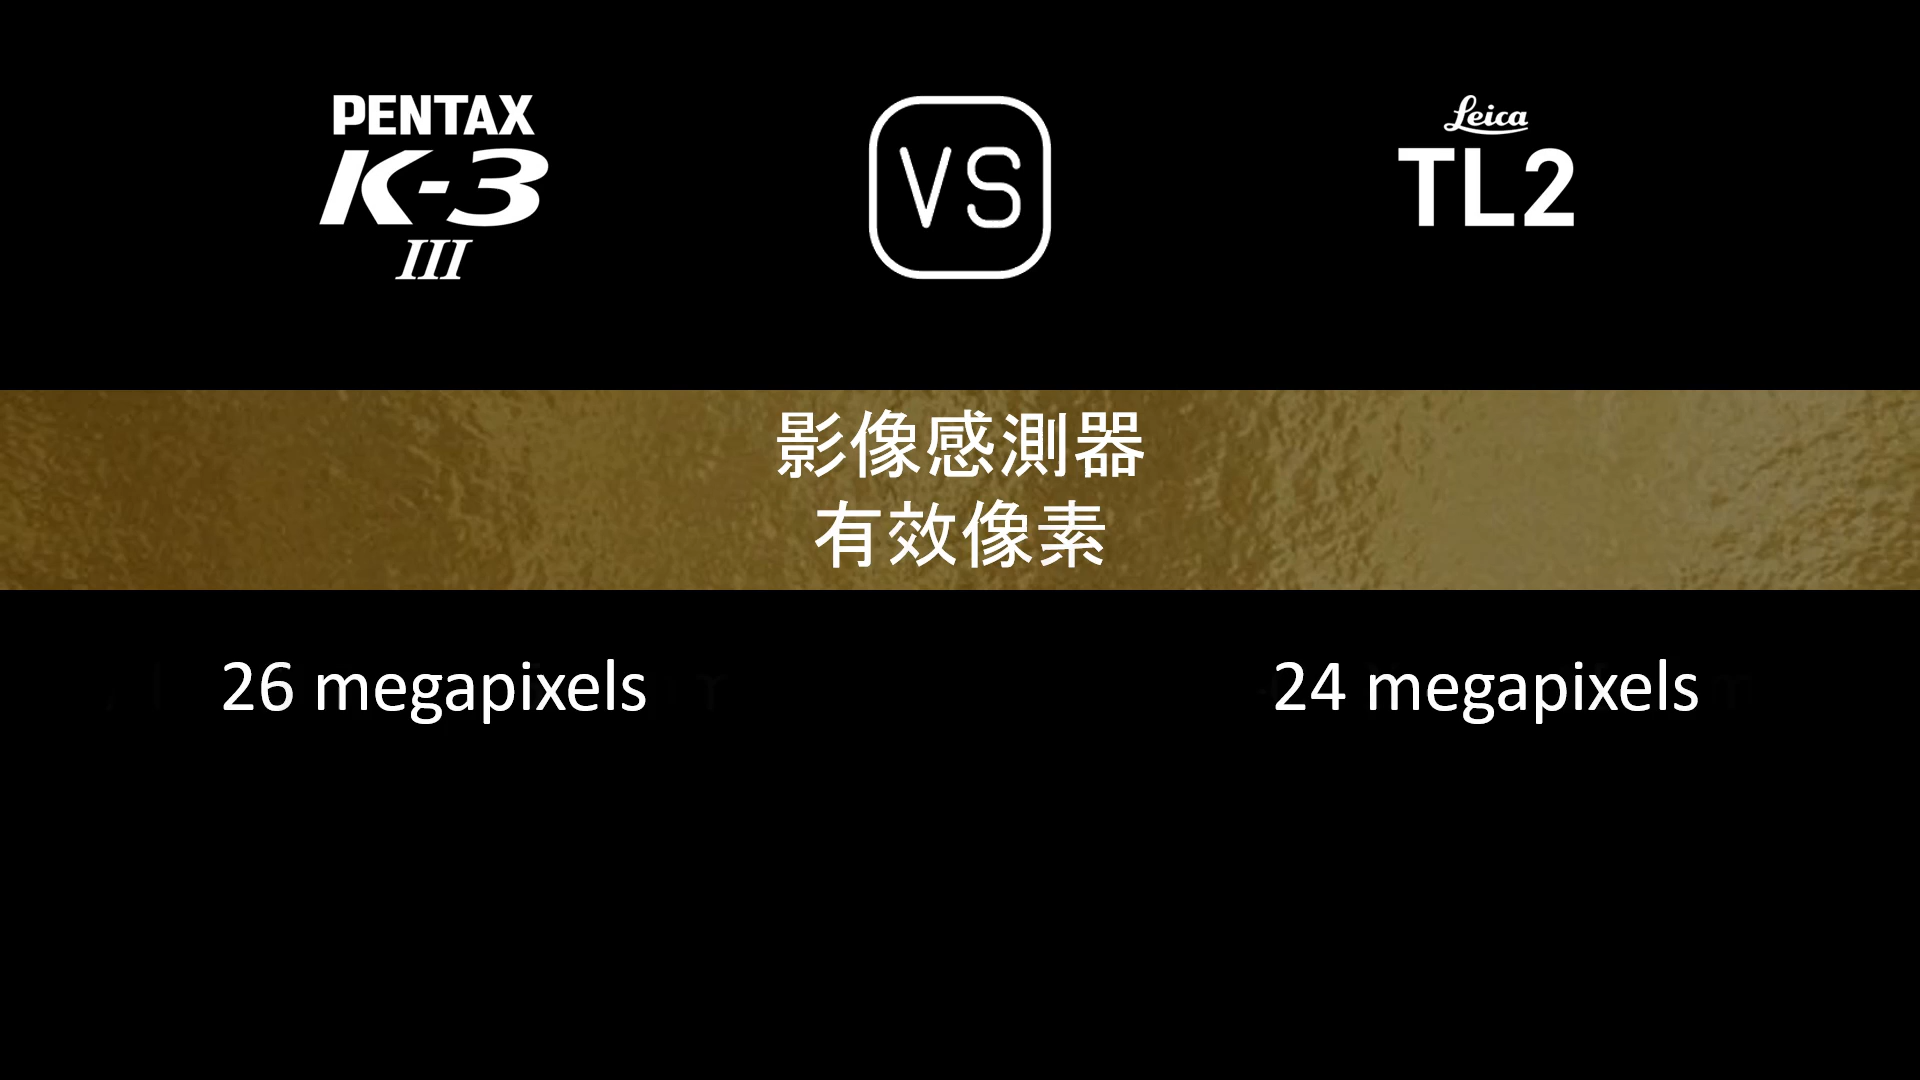 PENTAX
K-3
III
VS
Leica
TL2
影像感測器
有效像素
26 megapixels
24 megapixels